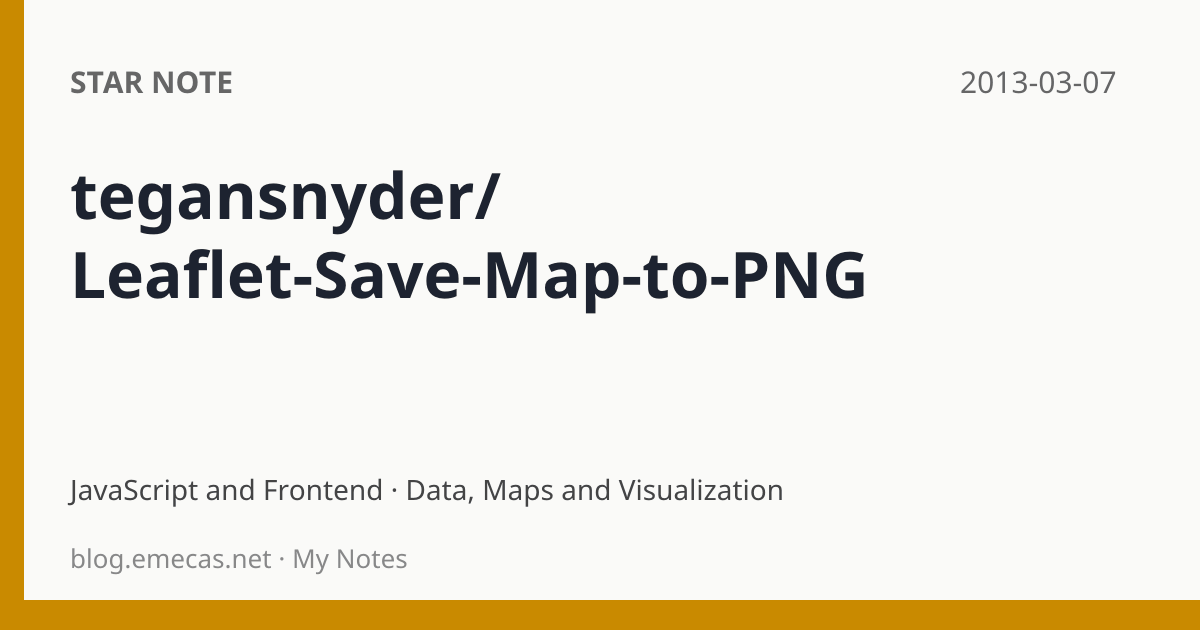 STAR NOTE
2013-03-07
tegansnyder/
Leaflet-Save-Map-to-PNG
JavaScript and Frontend · Data, Maps and Visualization
blog.emecas.net · My Notes